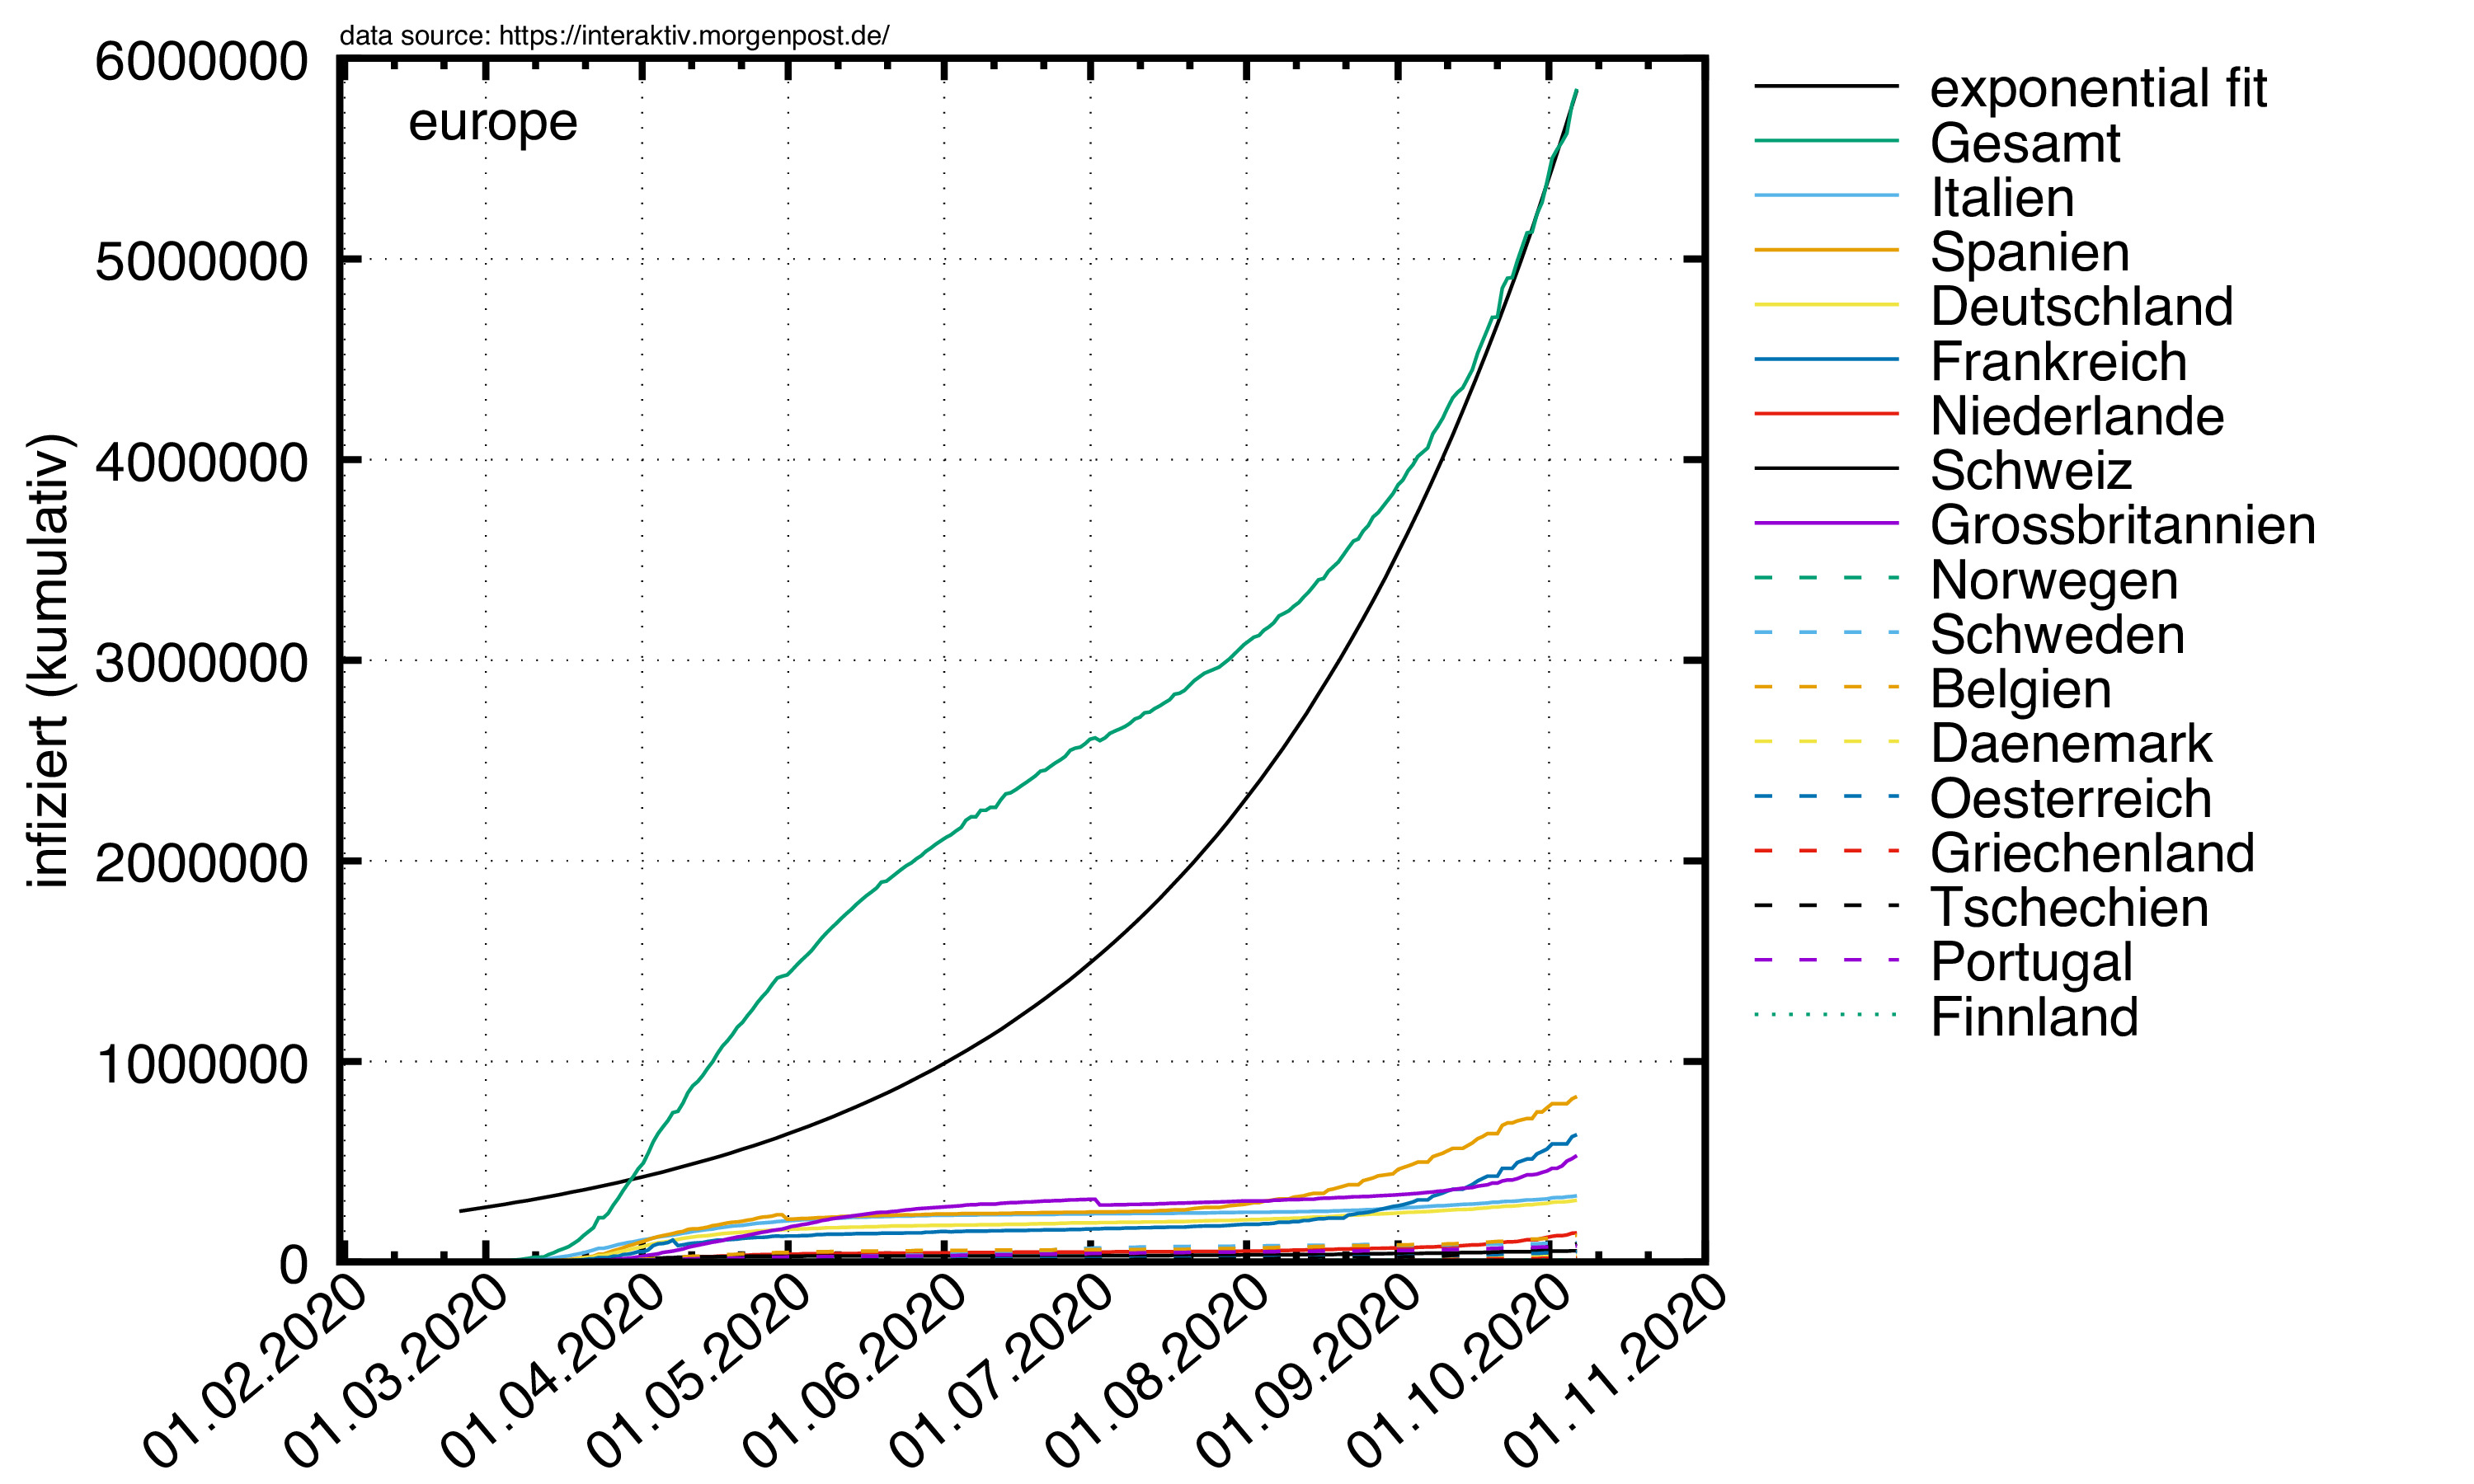 data source: https://interaktiv.morgenpost.de/
europe
infiziert (kumulativ)
6000000
5000000
4000000
3000000
2000000
1000000
0
01.02.2020
01.03.2020
01.04.2020
01.05.2020
01.06.2020
01.07.2020
01.08.2020
01.09.2020
01.10.2020
01.11.2020
exponential fit
Gesamt
Italien
Spanien
Deutschland
Frankreich
Niederlande
Schweiz
Grossbritannien
Norwegen
Schweden
Belgien
Daenemark
Oesterreich
Griechenland
Tschechien
Portugal
Finnland